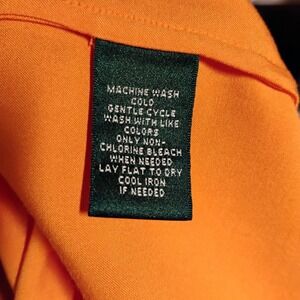 MACHINE WASH
COLD
GENTLE CYCLE
WASH WITH LIKE
COLORS
ONLY NON-
CHLORINE BLEACH
WHEN NEEDED
LAY FLAT TO DRY
COOL IRON
IF NEEDED